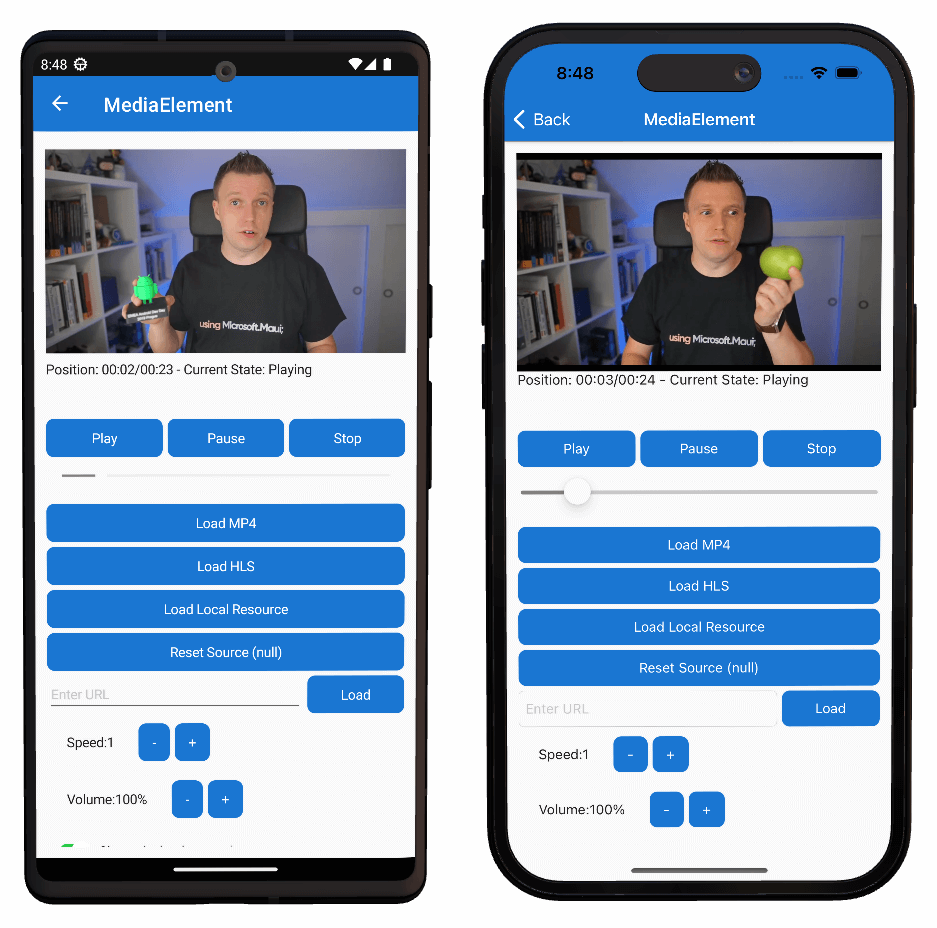 8:48
MediaElement
using Microsoft.Maui;
Position: 00:02/00:23 - Current State: Playing
Play Pause Stop
Load MP4
Load HLS
Load Local Resource
Reset Source (null)
Enter URL Load
Speed:1 - +
Volume:100% - +
8:48
Back MediaElement
using Microsoft.Maui;
Position: 00:03/00:24 - Current State: Playing
Play Pause Stop
Load MP4
Load HLS
Load Local Resource
Reset Source (null)
Enter URL Load
Speed:1 - +
Volume:100% - +